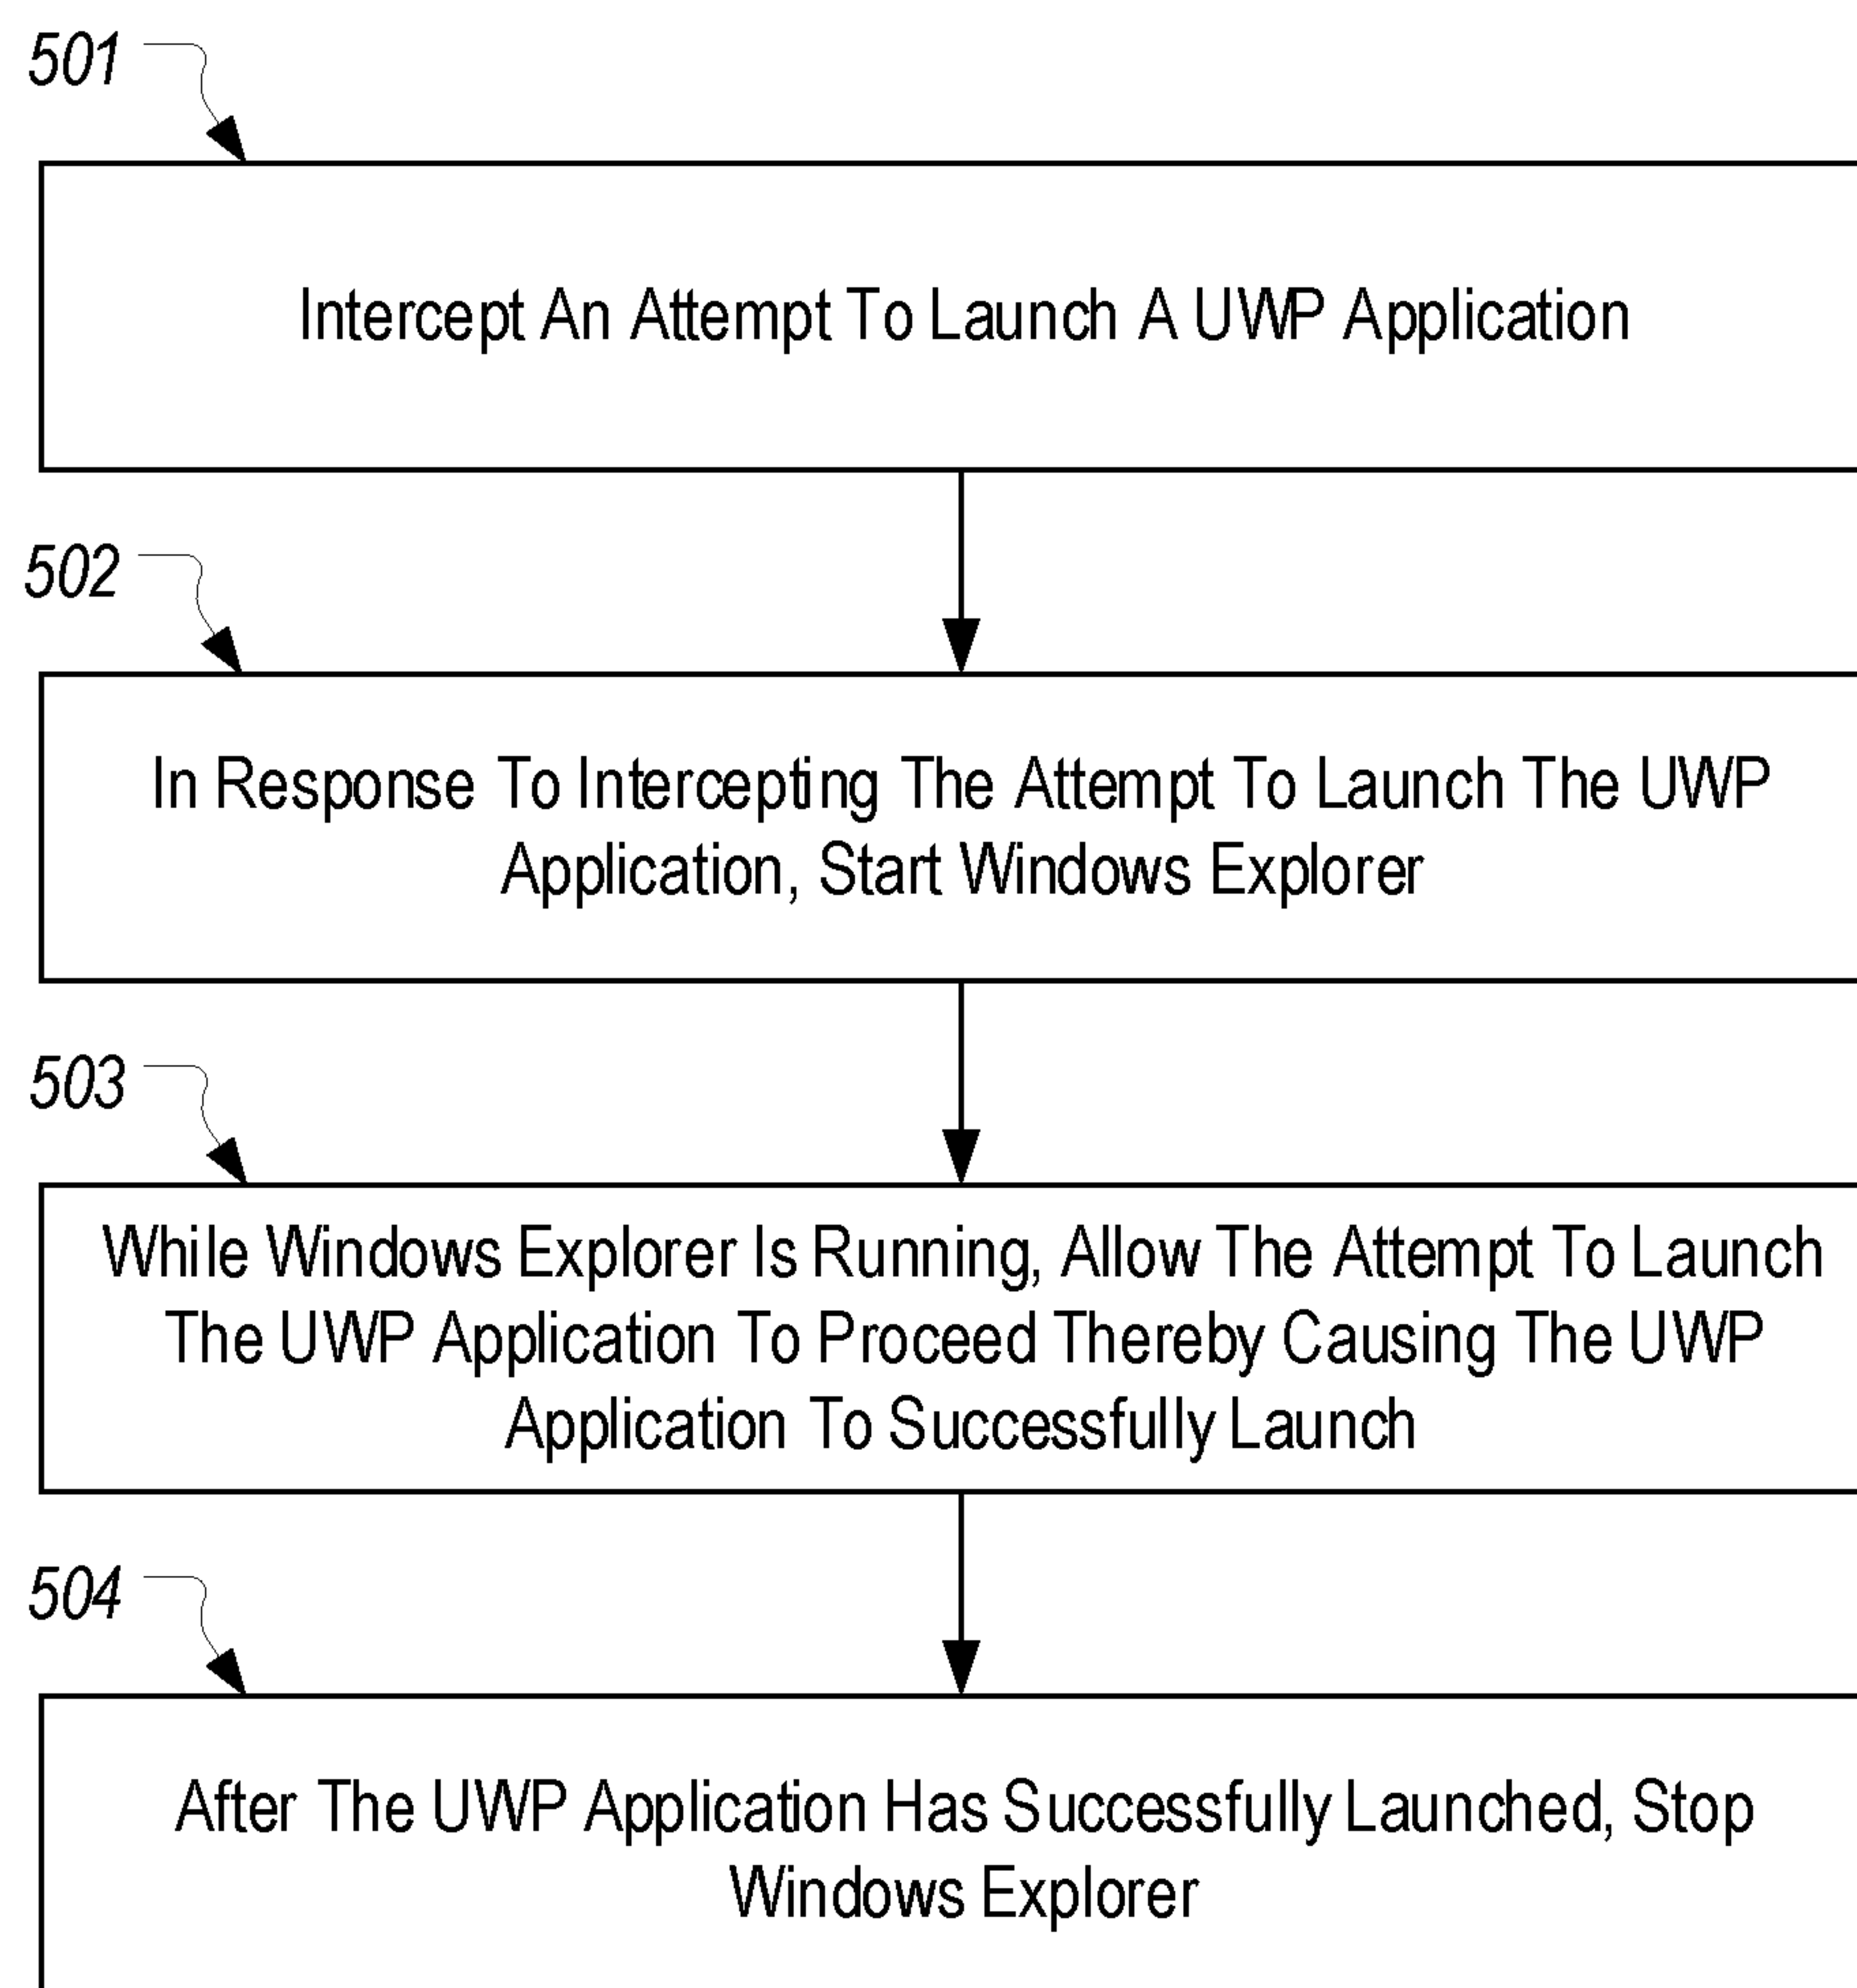 501
Intercept An Attempt To Launch A UWP Application
502
In Response To Intercepting The Attempt To Launch The UWP
Application, Start Windows Explorer
503
While Windows Explorer Is Running, Allow The Attempt To Launch
The UWP Application To Proceed Thereby Causing The UWP
Application To Successfully Launch
504
After The UWP Application Has Successfully Launched, Stop
Windows Explorer